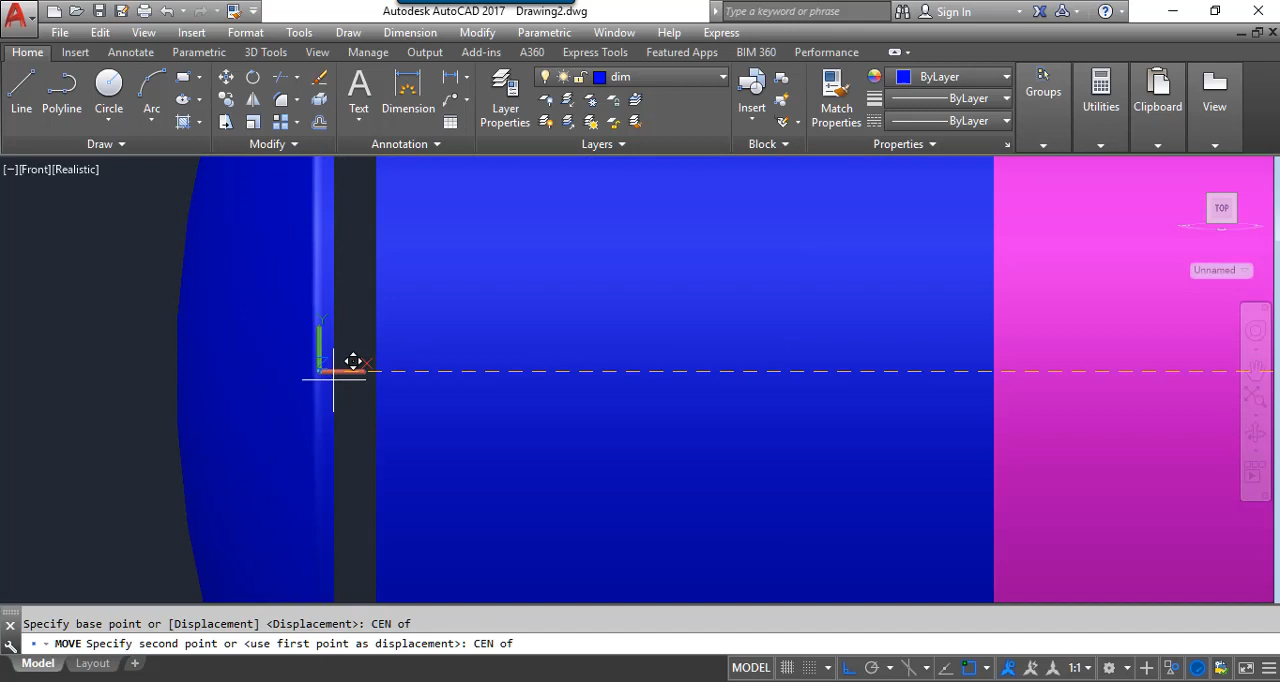 Autodesk AutoCAD 2017 Drawing2.dwg
Type a keyword or phrase
Sign In
File Edit View Insert Format Tools Draw Dimension Modify Parametric Window Help Express
Home Insert Annotate Parametric 3D Tools View Manage Output Add-ins A360 Express Tools Featured Apps BIM 360 Performance
Line Polyline Circle Arc
Text Dimension
Layer Properties
dim
Insert
Match Properties
ByLayer
ByLayer
ByLayer
Groups Utilities Clipboard View
Draw Modify Annotation Layers Block Properties
[−][Front][Realistic]
TOP
Unnamed
Y
X
Specify base point or [Displacement] <Displacement>: CEN of
MOVE Specify second point or <use first point as displacement>: CEN of
Model Layout +
MODEL 1:1